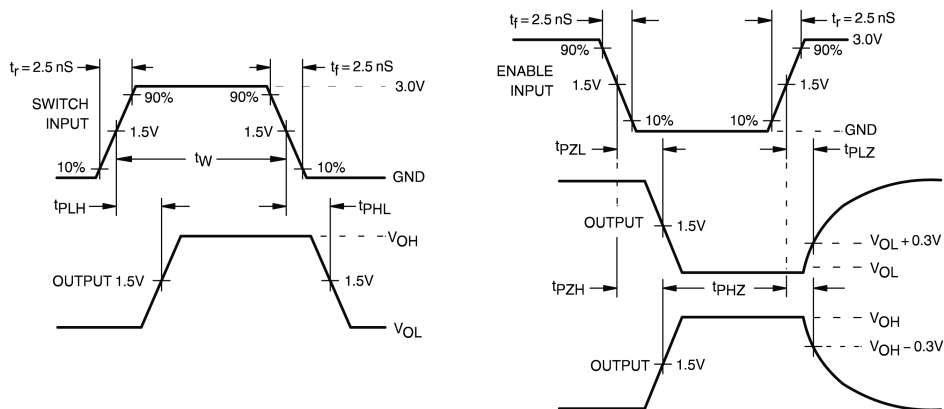 tr = 2.5 nS
tf = 2.5 nS
3.0V
SWITCH
INPUT
90%
90%
1.5V
1.5V
10%
10%
tW
GND
tPLH
tPHL
VOH
OUTPUT 1.5V
1.5V
VOL
tf = 2.5 nS
tr = 2.5 nS
3.0V
90%
90%
ENABLE
INPUT
1.5V
1.5V
10%
10%
GND
tPZL
tPLZ
OUTPUT
1.5V
VOL + 0.3V
VOL
tPZH
tPHZ
VOH
VOH – 0.3V
OUTPUT
1.5V